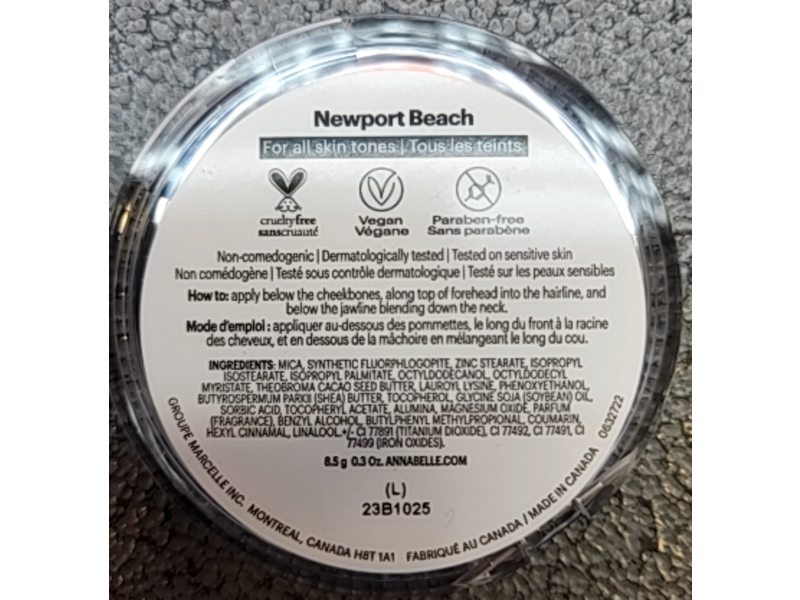 Newport Beach
For all skin tones | Tous les teints
crueltyfree
sanscruauté
Vegan
Végane
Paraben-free
Sans parabène
Non-comedogenic | Dermatologically tested | Tested on sensitive skin
Non comédogène | Testé sous contrôle dermatologique | Testé sur les peaux sensibles
How to: apply below the cheekbones, along top of forehead into the hairline, and
below the jawline blending down the neck.
Mode d'emploi : appliquer au-dessous des pommettes, le long du front à la racine
des cheveux, et en dessous de la mâchoire en mélangeant le long du cou.
INGREDIENTS: MICA, SYNTHETIC FLUORPHLOGOPITE, ZINC STEARATE, ISOPROPYL
ISOSTEARATE, ISOPROPYL PALMITATE, OCTYLDODECANOL, OCTYLDODECYL
MYRISTATE, THEOBROMA CACAO SEED BUTTER, LAUROYL LYSINE, PHENOXYETHANOL,
BUTYROSPERMUM PARKII (SHEA) BUTTER, TOCOPHEROL, GLYCINE SOJA (SOYBEAN) OIL,
SORBIC ACID, TOCOPHERYL ACETATE, ALUMINA, MAGNESIUM OXIDE, PARFUM
(FRAGRANCE), BENZYL ALCOHOL, BUTYLPHENYL METHYLPROPIONAL, COUMARIN,
HEXYL CINNAMAL, LINALOOL.+/- CI 77891 (TITANIUM DIOXIDE), CI 77492, CI 77491, CI
77499 (IRON OXIDES).
8.5 g 0.3 Oz. ANNABELLE.COM
(L)
23B1025
GROUPE MARCELLE INC. MONTREAL, CANADA H8T 1A1 FABRIQUÉ AU CANADA / MADE IN CANADA 0632722